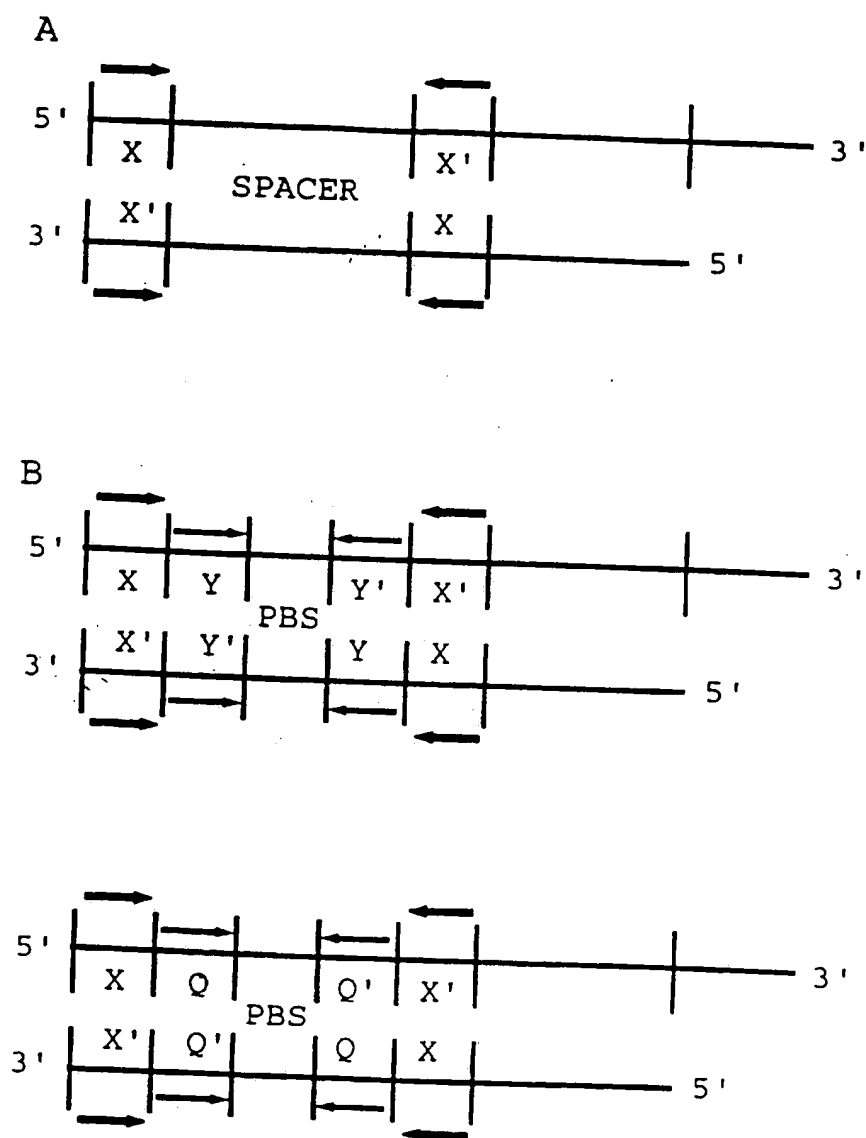 A
5' 3'
X X'
SPACER
X' X
3' 5'
B
5' 3'
X Y Y' X'
PBS
X' Y' Y X
3' 5'
5' 3'
X Q Q' X'
PBS
X' Q' Q X
3' 5'